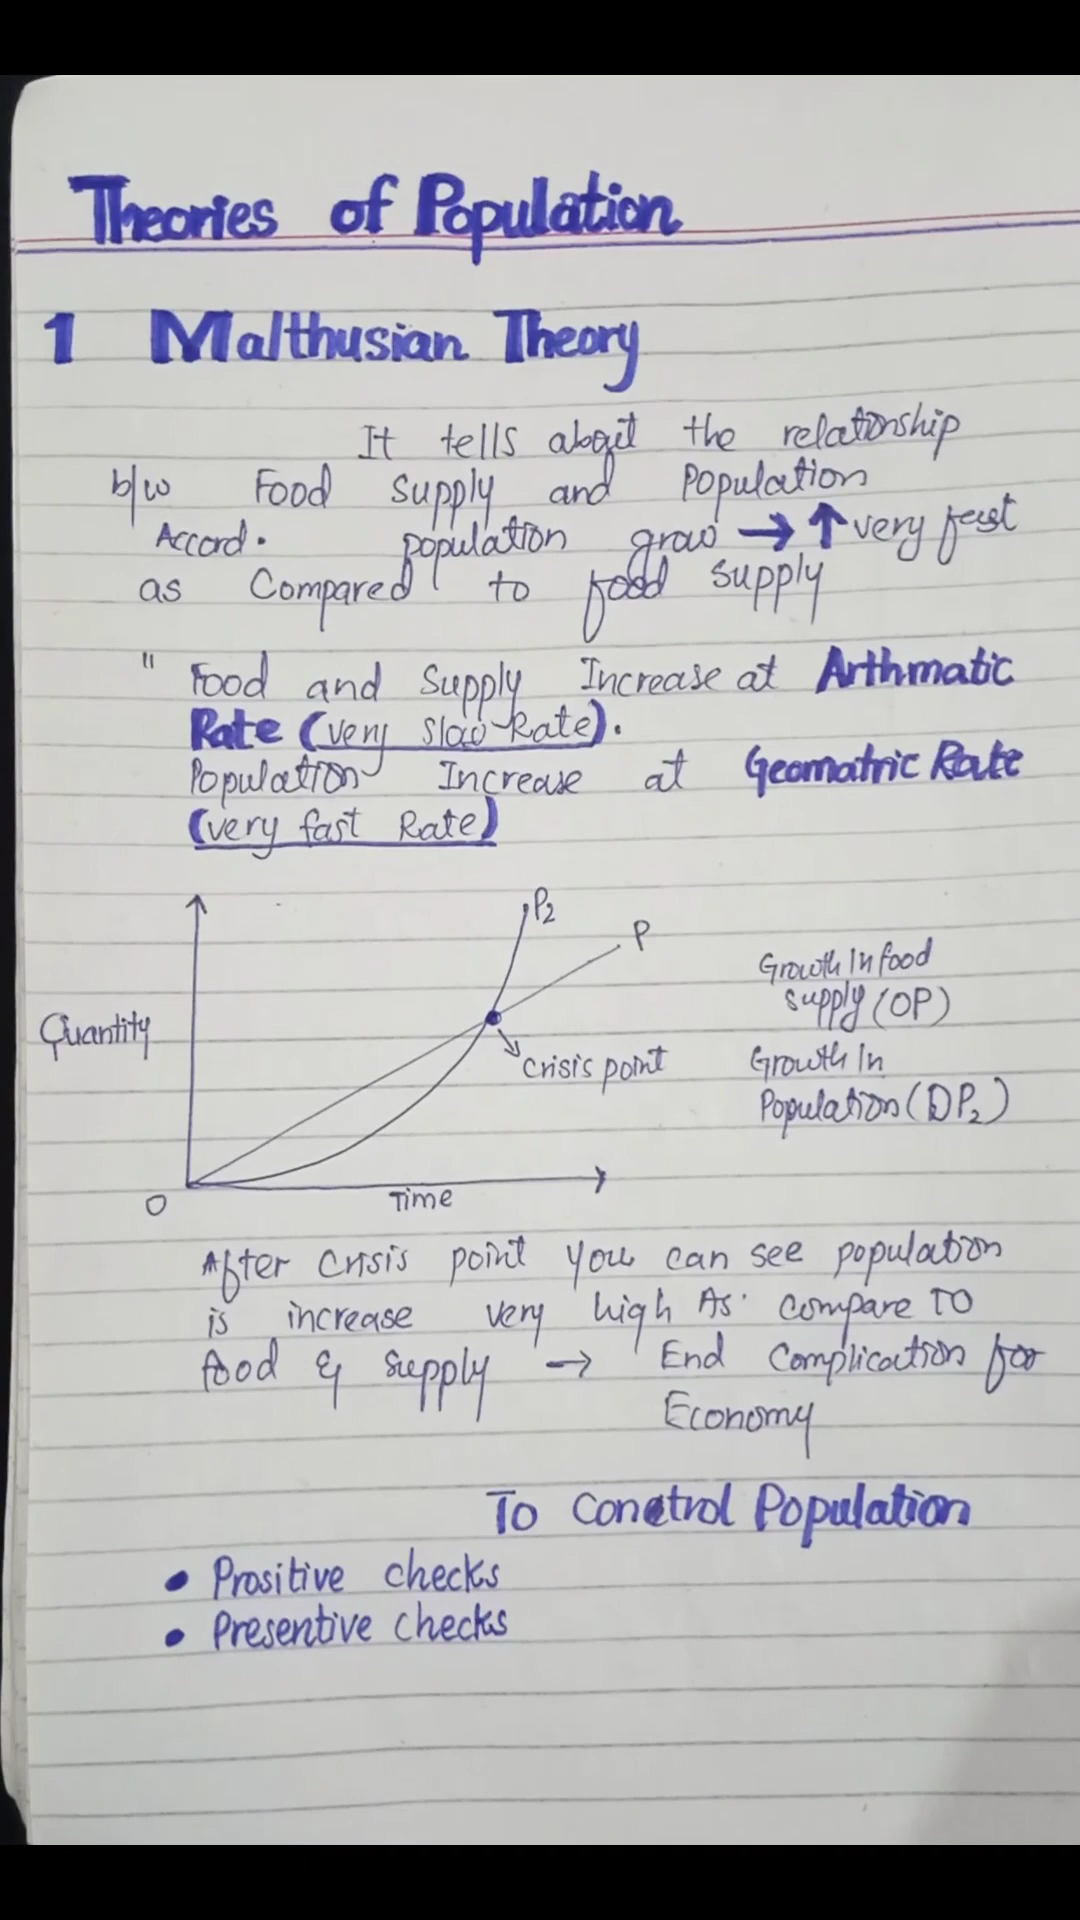 Theories of Population
1 Malthusian Theory
It tells about the relationship
b/w Food supply and Population
Accord. population grow → ↑ very fast
as Compared to food supply
" Food and supply Increase at Arthmatic
Rate (very slow Rate).
Population Increase at Geomatric Rate
(very fast Rate)
P₂
P
Growth In food
supply (OP)
Quantity
Crisis point
Growth In
Population (DP₂)
O
Time
After crisis point you can see population
is increase very high As compare TO
food & supply → End Complication for
Economy
To Conotrol Population
• Prositive checks
• Presentive checks